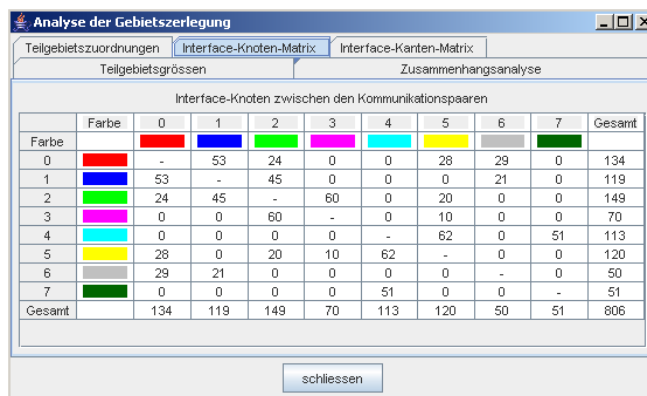 Analyse der Gebietszerlegung
Teilgebietszuordnungen Interface-Knoten-Matrix Interface-Kanten-Matrix
Teilgebietsgrössen Zusammenhangsanalyse
Interface-Knoten zwischen den Kommunikationspaaren
Farbe 0 1 2 3 4 5 6 7 Gesamt
Farbe
0 - 53 24 0 0 28 29 0 134
1 53 - 45 0 0 0 21 0 119
2 24 45 - 60 0 20 0 0 149
3 0 0 60 - 0 10 0 0 70
4 0 0 0 0 - 62 0 51 113
5 28 0 20 10 62 - 0 0 120
6 29 21 0 0 0 0 - 0 50
7 0 0 0 0 51 0 0 - 51
Gesamt 134 119 149 70 113 120 50 51 806
schliessen